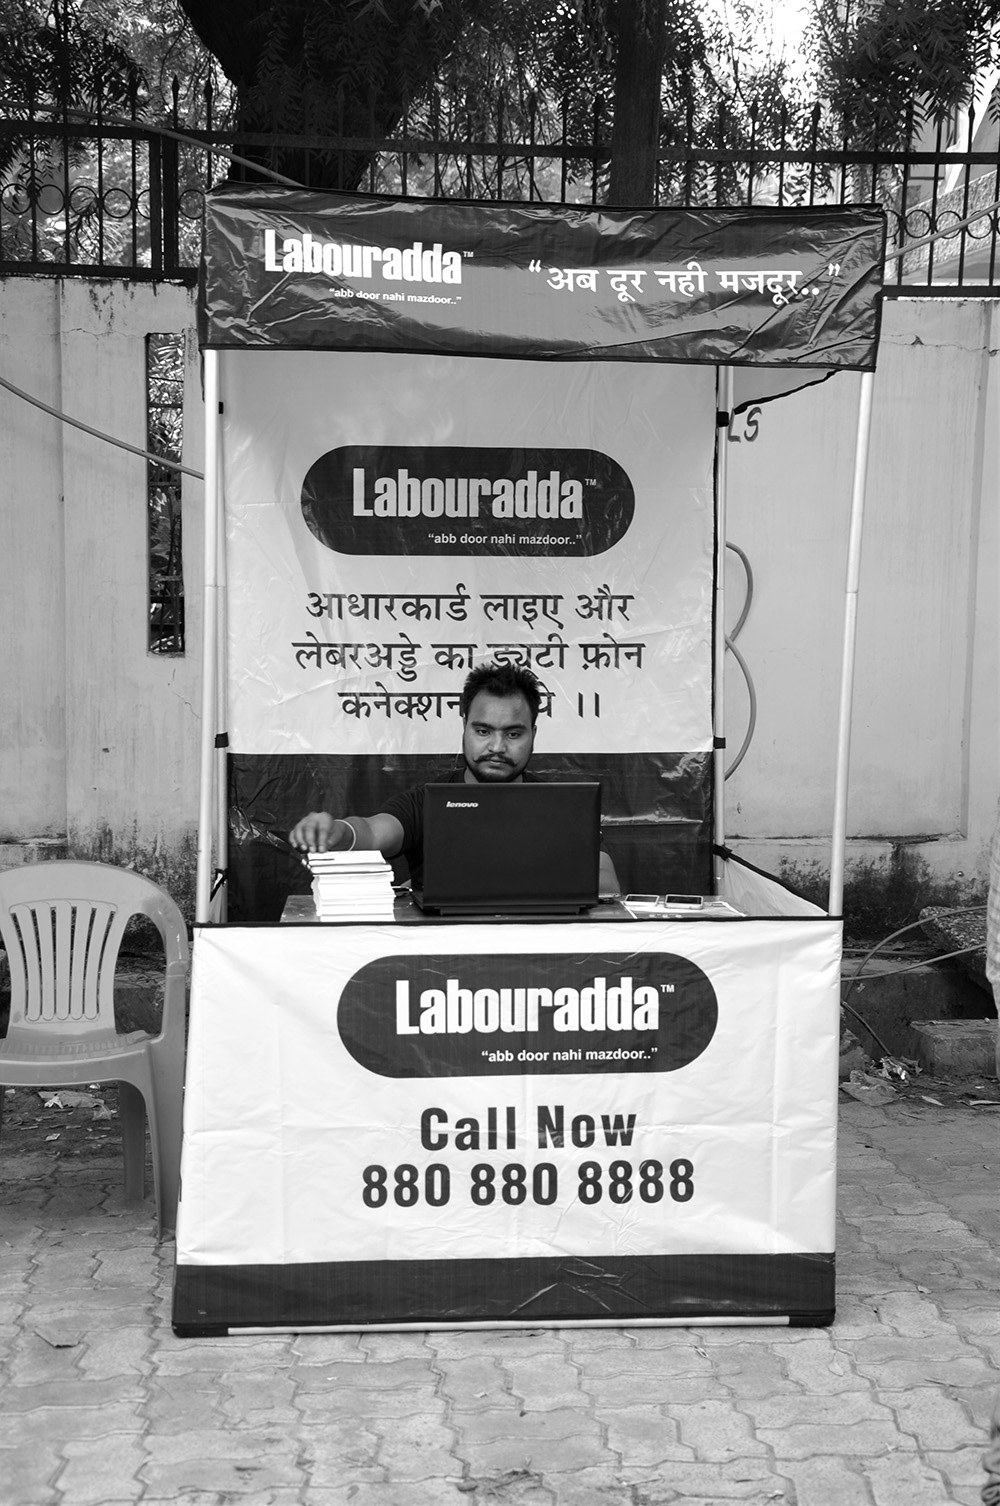 Labouradda™
"abb door nahi mazdoor.."
“अब दूर नही मजदूर..”
LS
Labouradda™
"abb door nahi mazdoor.."
आधारकार्ड लाइए और
लेबरअड्डे का ड्यूटी फ़ोन
कनेक्शन ।।
lenovo
Labouradda™
“abb door nahi mazdoor..”
Call Now
880 880 8888